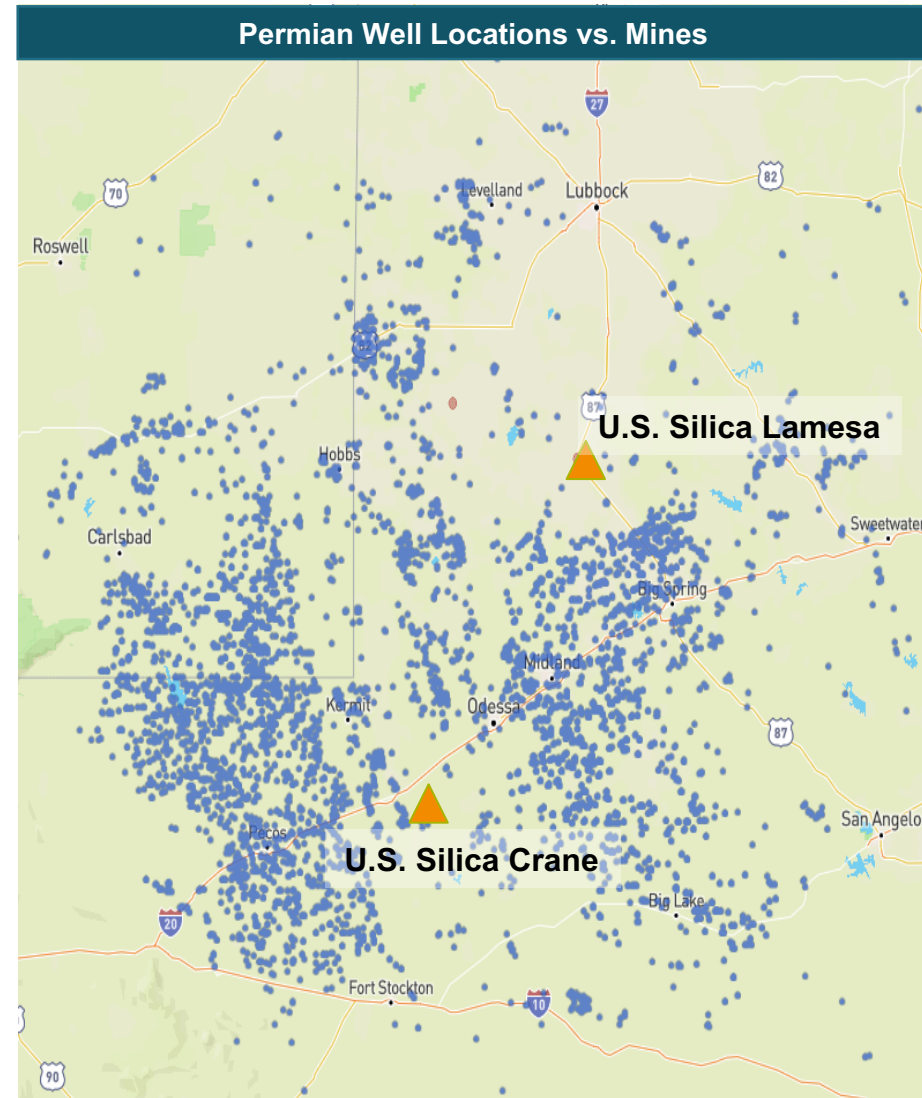 Permian Well Locations vs. Mines
27
70
82
Levelland
Lubbock
Roswell
62
87
U.S. Silica Lamesa
Hobbs
Carlsbad
Sweetwater
Big Spring
Midland
Kermit
Odessa
87
San Angelo
Pecos
U.S. Silica Crane
Big Lake
20
Fort Stockton
10
90